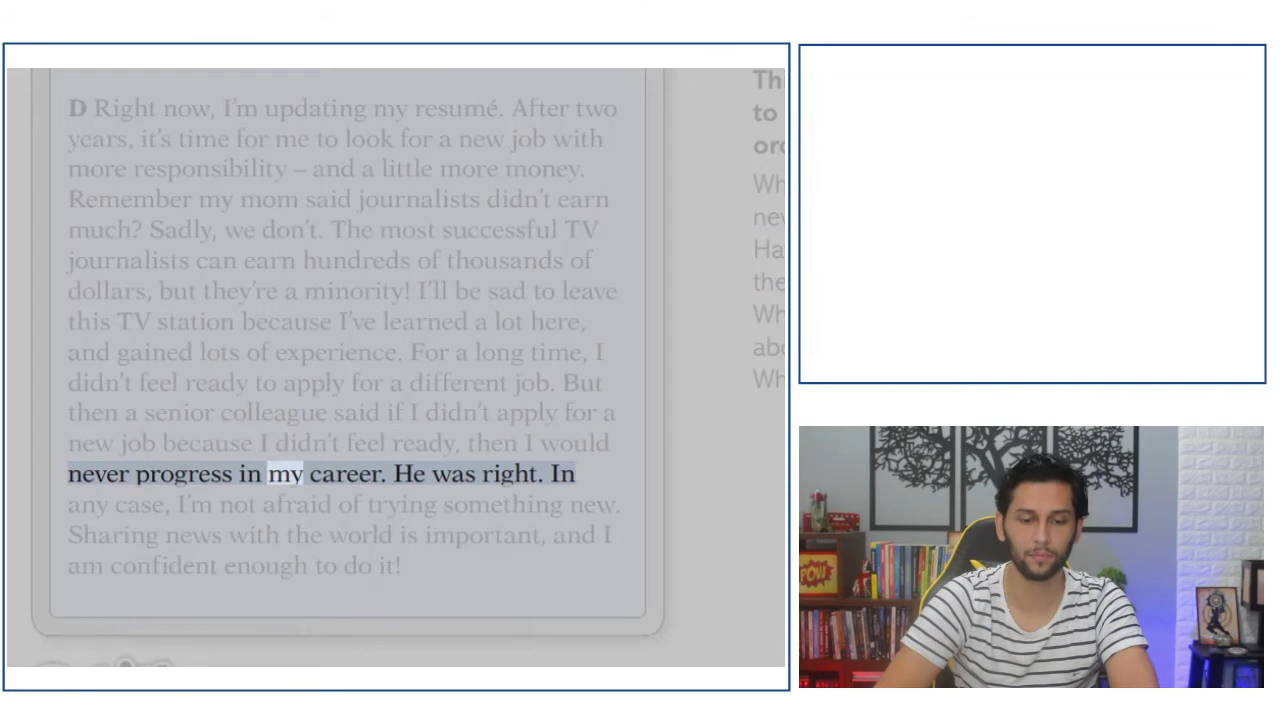 D Right now, I'm updating my resumé. After two
years, it's time for me to look for a new job with
more responsibility – and a little more money.
Remember my mom said journalists didn't earn
much? Sadly, we don't. The most successful TV
journalists can earn hundreds of thousands of
dollars, but they're a minority! I'll be sad to leave
this TV station because I've learned a lot here,
and gained lots of experience. For a long time, I
didn't feel ready to apply for a different job. But
then a senior colleague said if I didn't apply for a
new job because I didn't feel ready, then I would
never progress in my career. He was right. In
any case, I'm not afraid of trying something new.
Sharing news with the world is important, and I
am confident enough to do it!
Th
to
ord
Wh
nev
Ha
the
Wh
abo
Wh
POW!